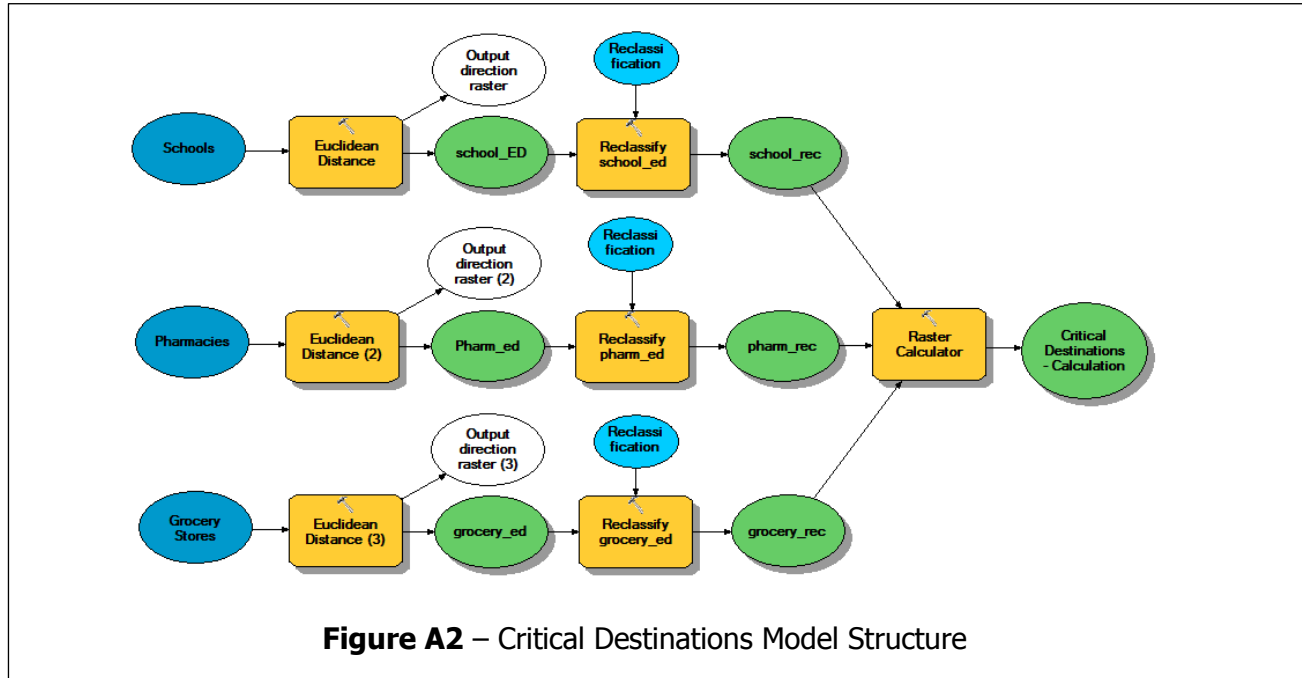 Output
direction
raster
Reclassi
fication
Schools
Euclidean
Distance
school_ED
Reclassify
school_ed
school_rec
Output
direction
raster (2)
Reclassi
fication
Pharmacies
Euclidean
Distance (2)
Pharm_ed
Reclassify
pharm_ed
pharm_rec
Raster
Calculator
Critical
Destinations
- Calculation
Output
direction
raster (3)
Reclassi
fication
Grocery
Stores
Euclidean
Distance (3)
grocery_ed
Reclassify
grocery_ed
grocery_rec
Figure A2 – Critical Destinations Model Structure